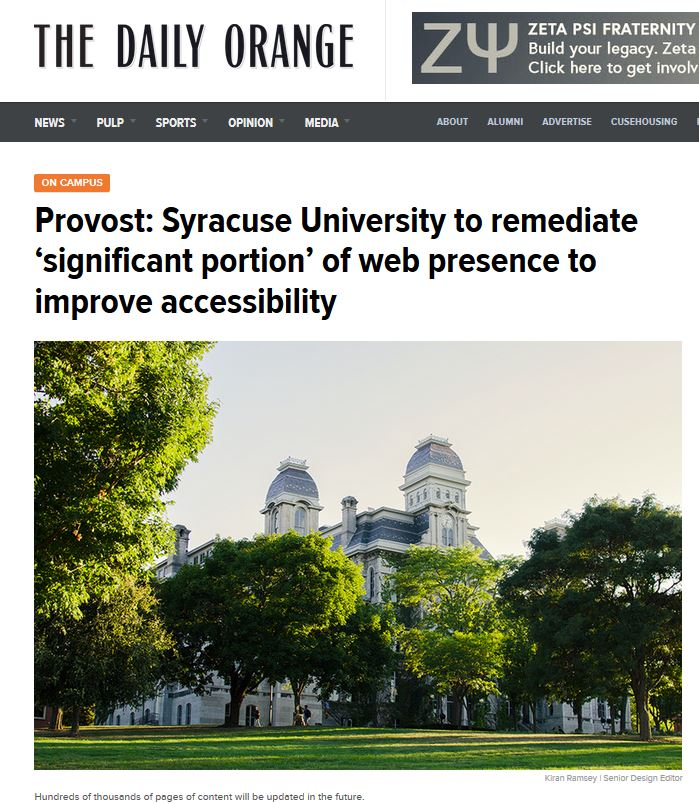 THE DAILY ORANGE
ZETA PSI FRATERNITY
ΖΨ
Build your legacy. Zeta
Click here to get involv
NEWS PULP SPORTS OPINION MEDIA ABOUT ALUMNI ADVERTISE CUSEHOUSING
ON CAMPUS
Provost: Syracuse University to remediate
‘significant portion’ of web presence to
improve accessibility
Kiran Ramsey | Senior Design Editor
Hundreds of thousands of pages of content will be updated in the future.